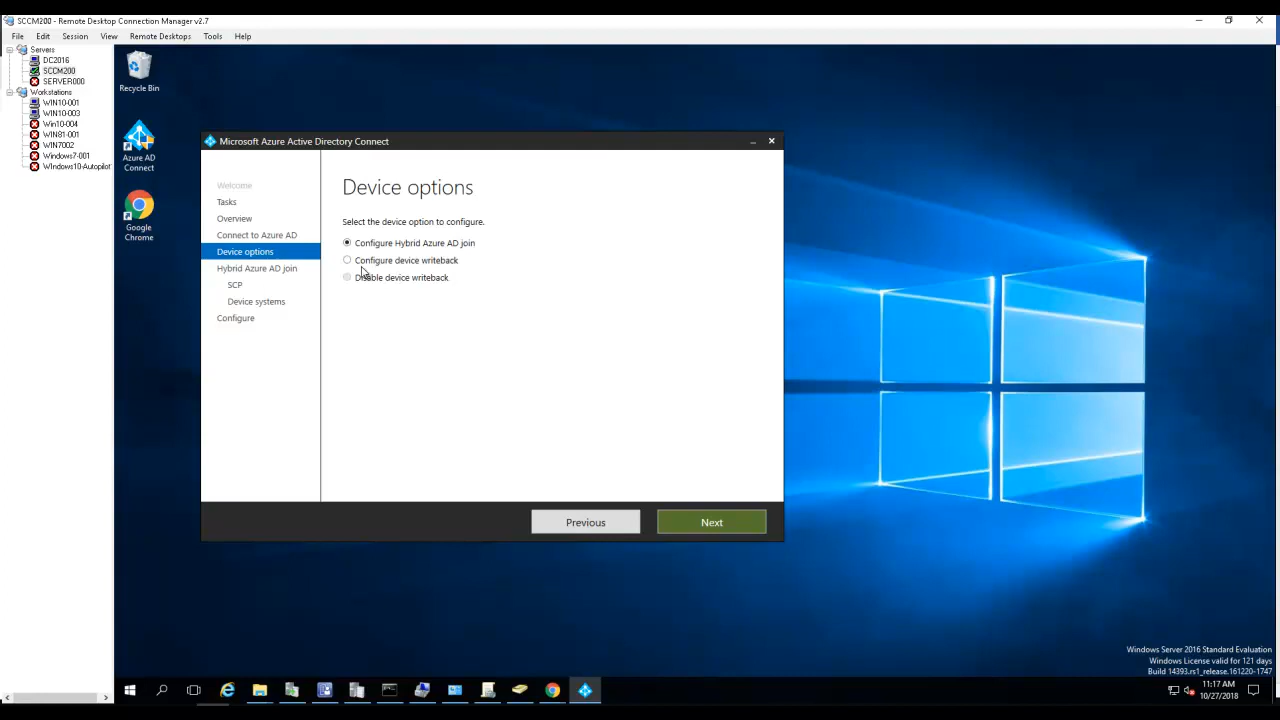 SCCM200 - Remote Desktop Connection Manager v2.7
File Edit Session View Remote Desktops Tools Help
Servers
DC2016
SCCM200
SERVER000
Workstations
WIN10-001
WIN10-003
Win10-004
WIN81-001
WIN7002
Windows7-001
Windows10-Autopilot
Recycle Bin
Azure AD
Connect
Google
Chrome
Microsoft Azure Active Directory Connect
Welcome
Tasks
Overview
Connect to Azure AD
Device options
Hybrid Azure AD join
SCP
Device systems
Configure
Device options
Select the device option to configure.
Configure Hybrid Azure AD join
Configure device writeback
Disable device writeback
Previous
Next
Windows Server 2016 Standard Evaluation
Windows License valid for 121 days
Build 14393.rs1_release.161220-1747
11:17 AM
10/27/2018